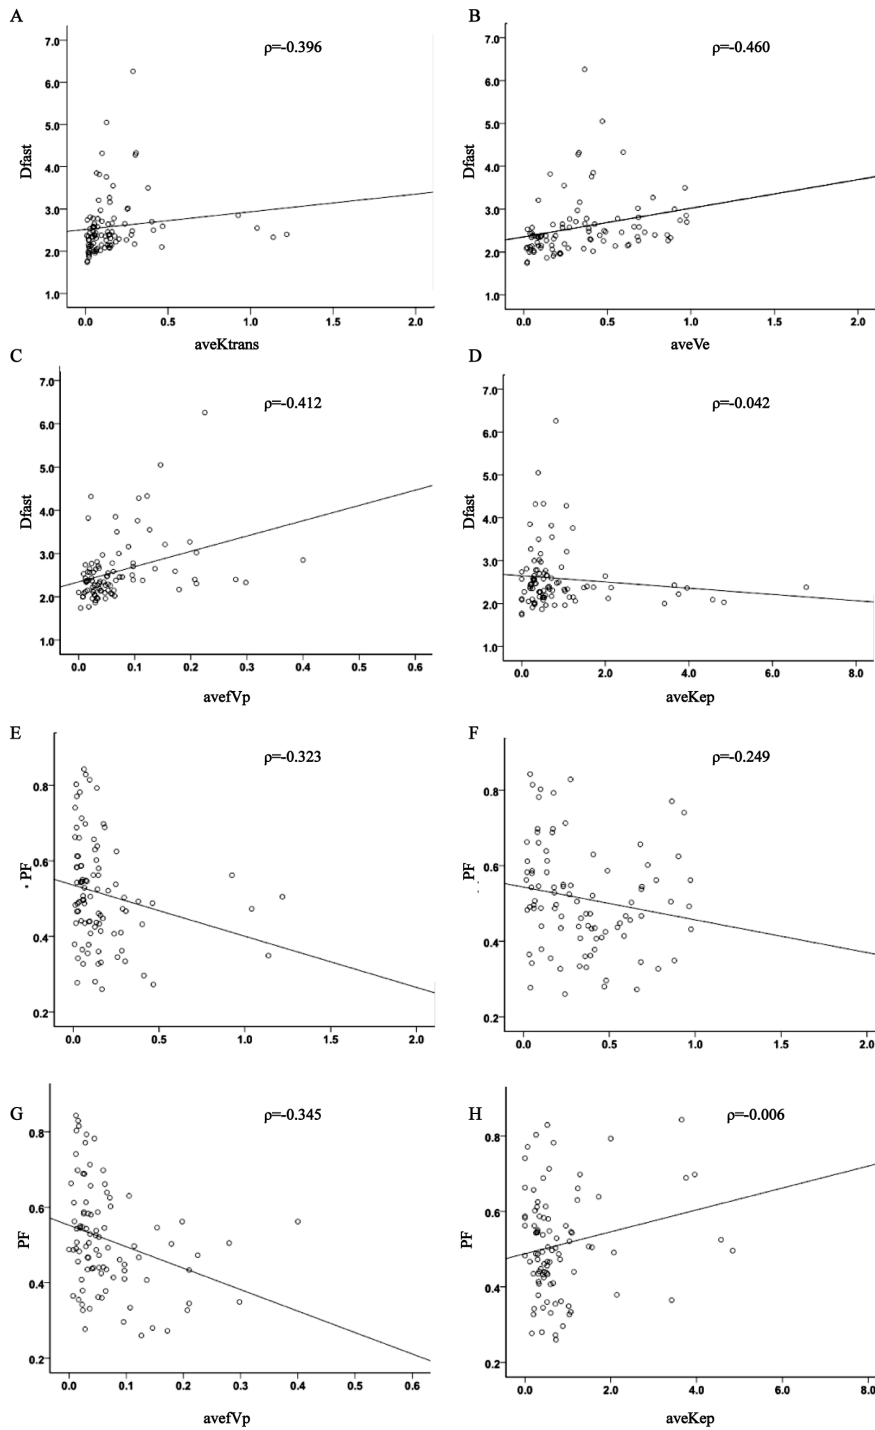 A
B
ρ=-0.396
ρ=-0.460
7.0
6.0
5.0
4.0
3.0
2.0
1.0
Dfast
0.0 0.5 1.0 1.5 2.0
aveKtrans
7.0
6.0
5.0
4.0
3.0
2.0
1.0
Dfast
0.0 0.5 1.0 1.5 2.0
aveVe
C
D
ρ=-0.412
ρ=-0.042
7.0
6.0
5.0
4.0
3.0
2.0
1.0
Dfast
0.0 0.1 0.2 0.3 0.4 0.5 0.6
avefVp
7.0
6.0
5.0
4.0
3.0
2.0
1.0
Dfast
0.0 2.0 4.0 6.0 8.0
aveKep
E
F
ρ=-0.323
ρ=-0.249
0.8
0.6
0.4
0.2
PF
0.0 0.5 1.0 1.5 2.0
0.8
0.6
0.4
0.2
PF
0.0 0.5 1.0 1.5 2.0
G
H
ρ=-0.345
ρ=-0.006
0.8
0.6
0.4
0.2
PF
0.0 0.1 0.2 0.3 0.4 0.5 0.6
avefVp
0.8
0.6
0.4
0.2
PF
0.0 2.0 4.0 6.0 8.0
aveKep